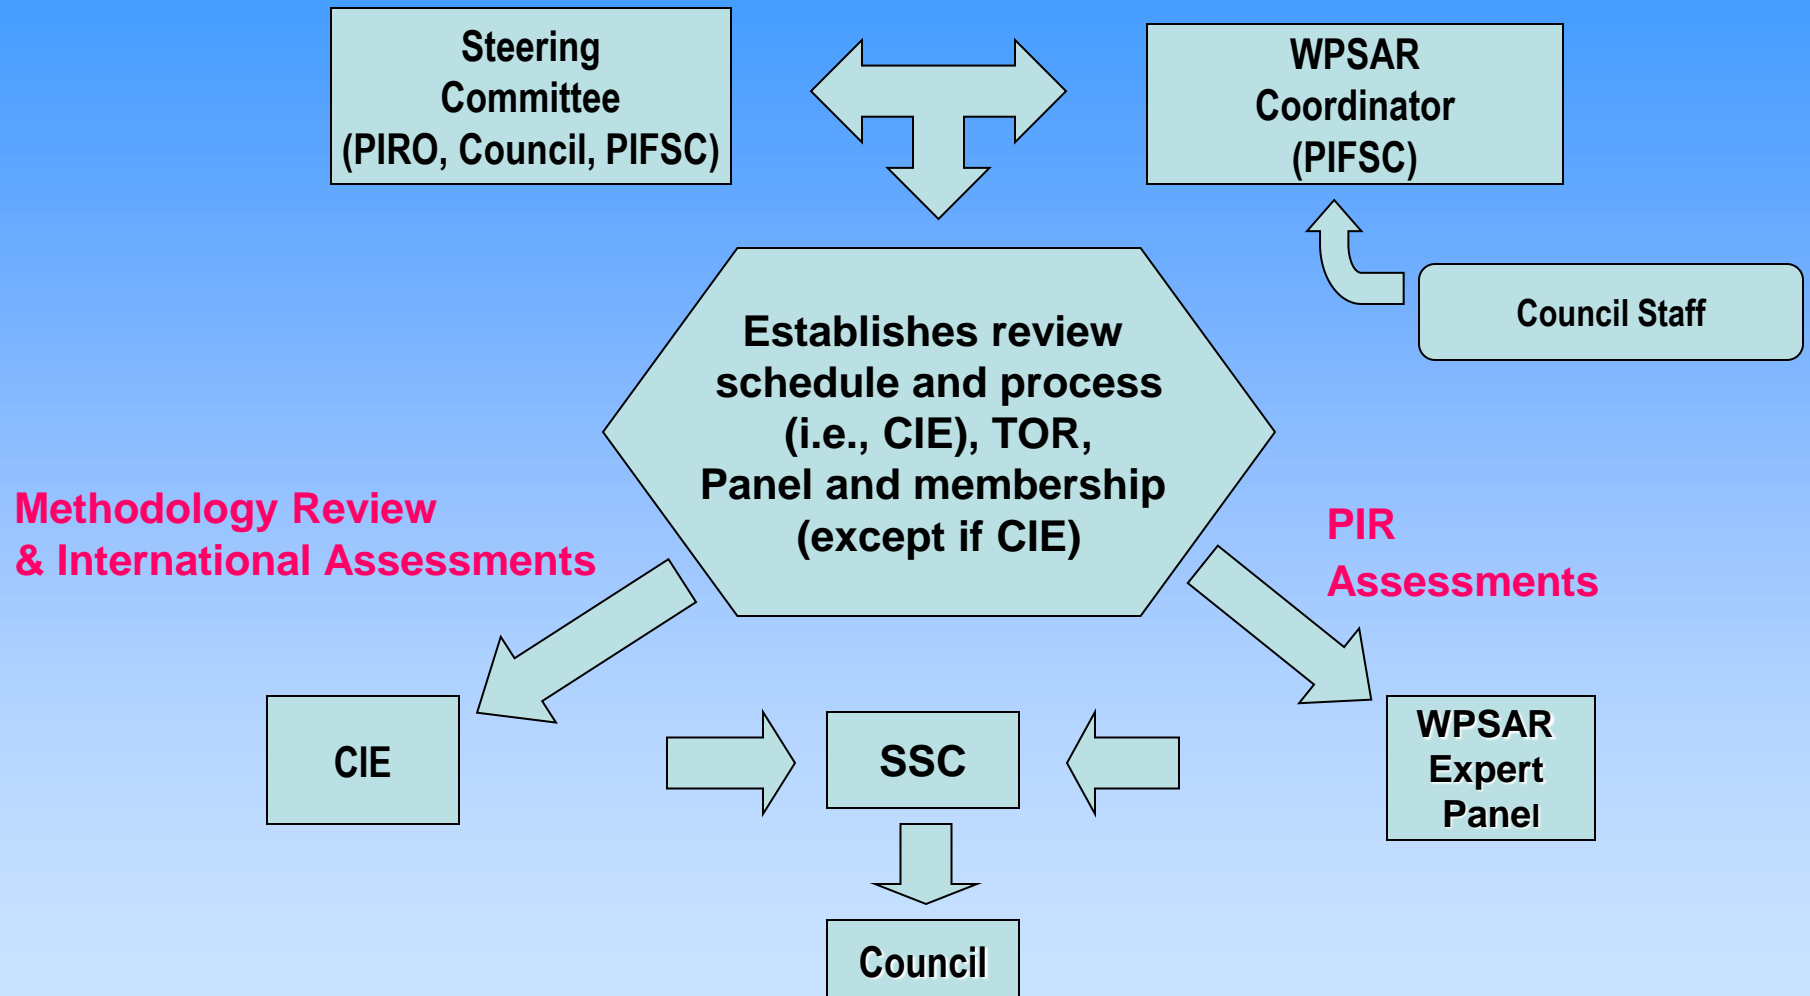 Steering
Committee
(PIRO, Council, PIFSC)
WPSAR
Coordinator
(PIFSC)
Council Staff
Establishes review
schedule and process
(i.e., CIE), TOR,
Panel and membership
(except if CIE)
Methodology Review
& International Assessments
PIR
Assessments
CIE
SSC
WPSAR
Expert
Panel
Council